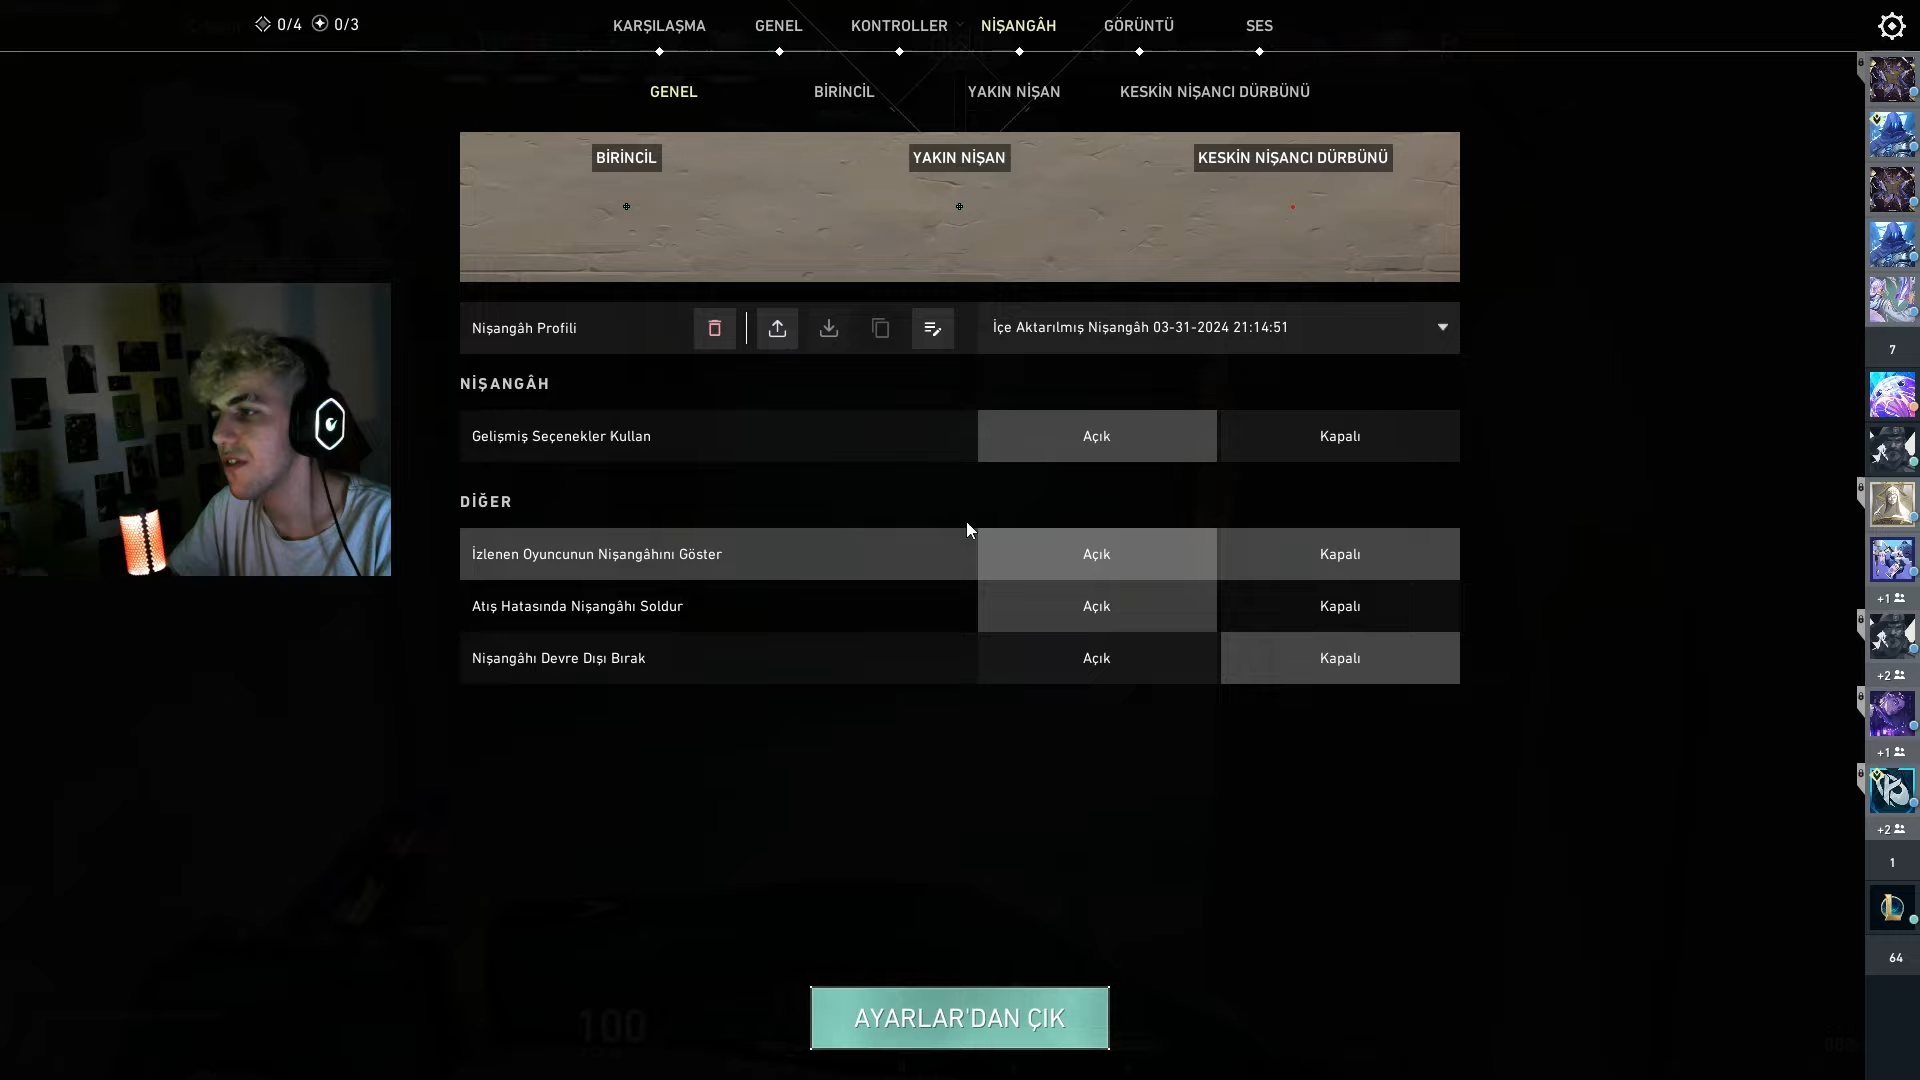 0/4 0/3
KARŞILAŞMA GENEL KONTROLLER NİŞANGÂH GÖRÜNTÜ SES
GENEL BİRİNCİL YAKIN NİŞAN KESKİN NİŞANCI DÜRBÜNÜ
BİRİNCİL YAKIN NİŞAN KESKİN NİŞANCI DÜRBÜNÜ
Nişangâh Profili İçe Aktarılmış Nişangâh 03-31-2024 21:14:51
NİŞANGÂH
Gelişmiş Seçenekler Kullan Açık Kapalı
DİĞER
İzlenen Oyuncunun Nişangâhını Göster Açık Kapalı
Atış Hatasında Nişangâhı Soldur Açık Kapalı
Nişangâhı Devre Dışı Bırak Açık Kapalı
AYARLAR'DAN ÇIK
100
7
+1
+2
+1
+2
1
64